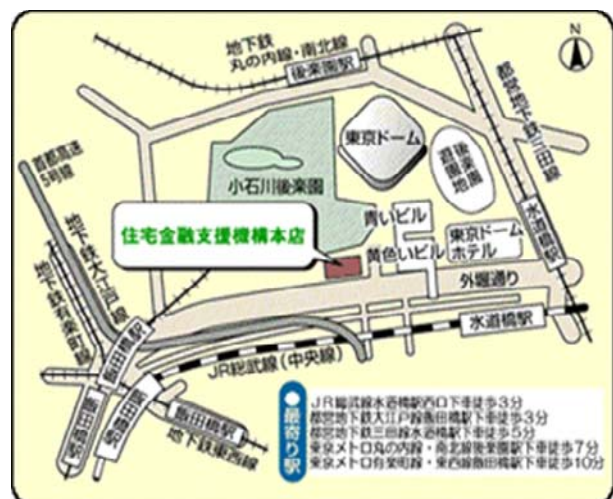 地下鉄
丸の内線・南北線
後楽園駅
都営地下鉄三田線
首都高速
5号線
東京ドーム
後楽園
遊園地
小石川後楽園
青いビル
住宅金融支援機構本店
黄色いビル
東京ドーム
ホテル
水道橋駅
地下鉄大江戸線
地下鉄有楽町線
外堀通り
飯田橋駅
水道橋駅
JR総武線(中央線)
飯田橋駅
飯田橋駅
飯田橋駅
地下鉄東西線
最寄り駅
JR総武線水道橋駅西口下車徒歩3分
都営地下鉄大江戸線飯田橋駅下車徒歩3分
都営地下鉄三田線水道橋駅下車徒歩5分
東京メトロ丸の内線・南北線後楽園駅下車徒歩7分
東京メトロ有楽町線・東西線飯田橋駅下車徒歩10分
N